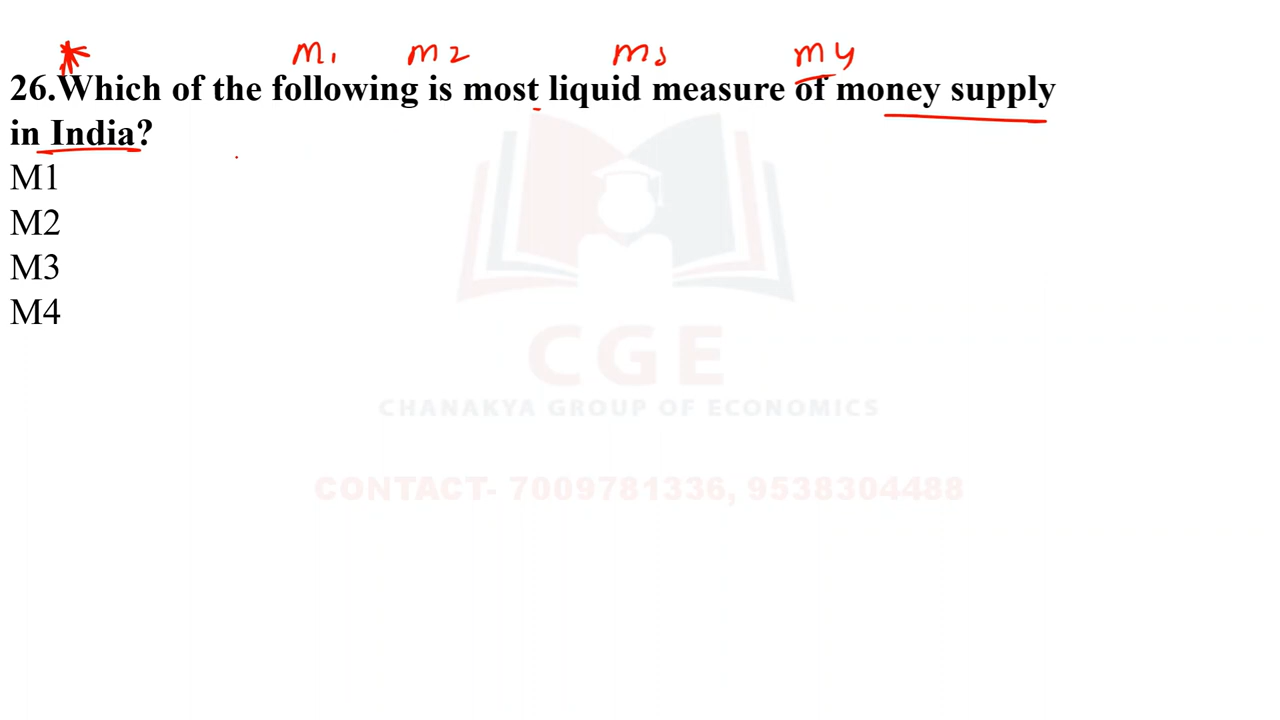 * M1 M2 M3 M4
26.Which of the following is most liquid measure of money supply
in India?
M1
M2
M3
M4
CGE
CHANAKYA GROUP OF ECONOMICS
CONTACT- 7009781336, 9538304488